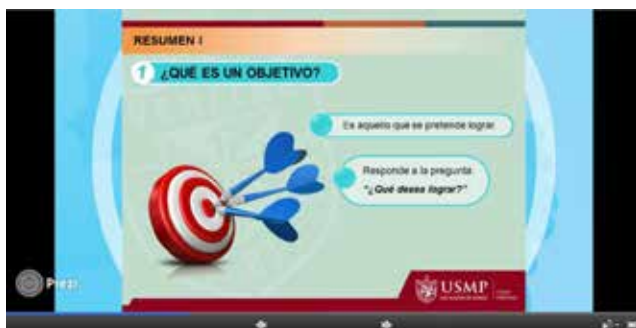 RESUMEN I
1 ¿QUÉ ES UN OBJETIVO?
Es aquello que se pretende lograr.
Responde a la pregunta:
"¿Qué deseo lograr?"
Prezi
USMP